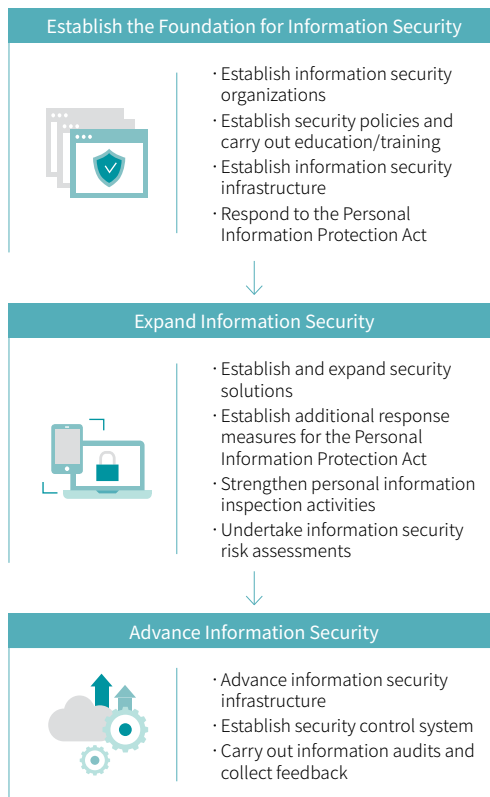 Establish the Foundation for Information Security
· Establish information security
organizations
· Establish security policies and
carry out education/training
· Establish information security
infrastructure
· Respond to the Personal
Information Protection Act
Expand Information Security
· Establish and expand security
solutions
· Establish additional response
measures for the Personal
Information Protection Act
· Strengthen personal information
inspection activities
· Undertake information security
risk assessments
Advance Information Security
· Advance information security
infrastructure
· Establish security control system
· Carry out information audits and
collect feedback